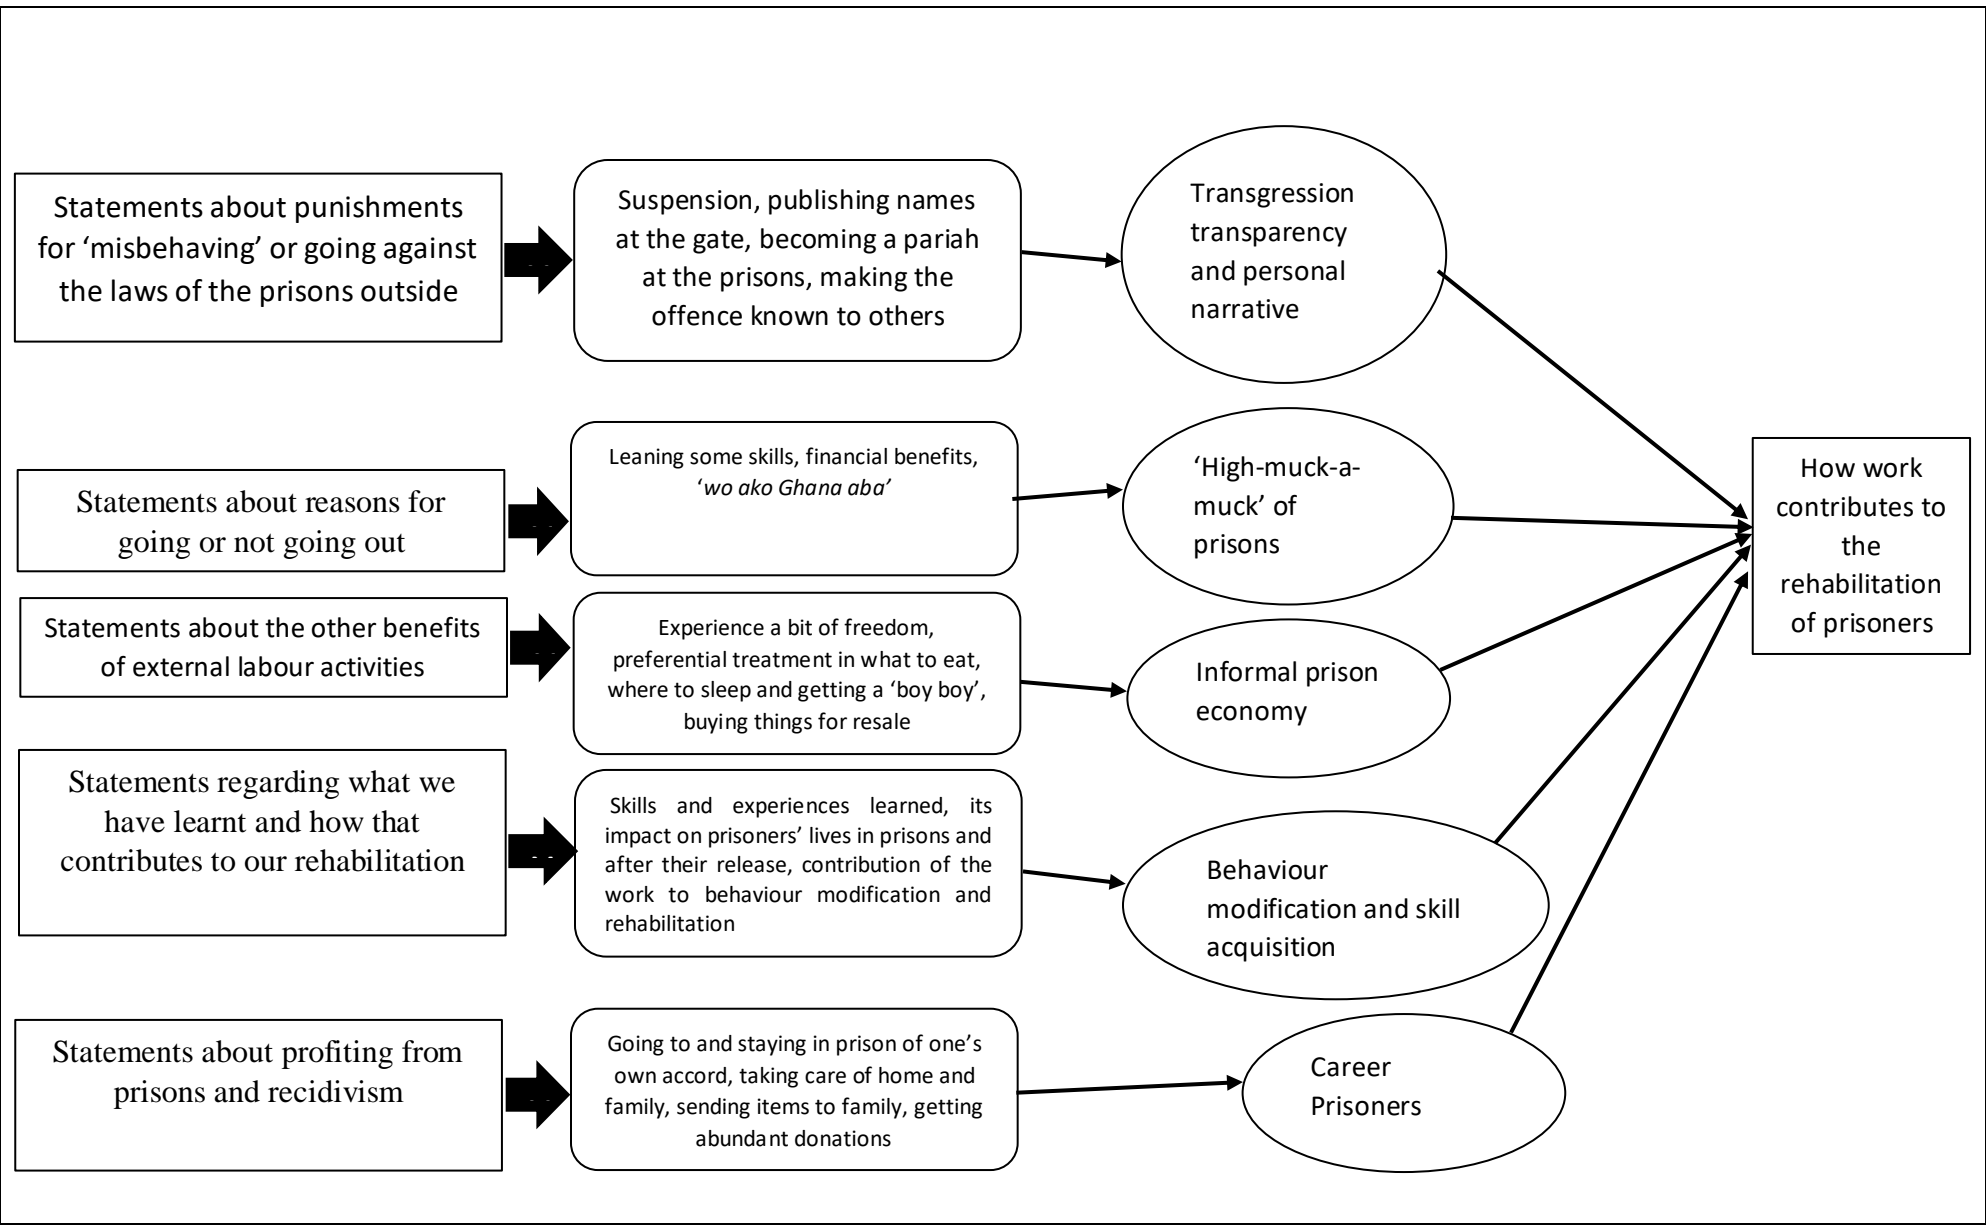 Statements about punishments
for ‘misbehaving’ or going against
the laws of the prisons outside
Suspension, publishing names
at the gate, becoming a pariah
at the prisons, making the
offence known to others
Transgression
transparency
and personal
narrative
Statements about reasons for
going or not going out
Leaning some skills, financial benefits,
‘wo ako Ghana aba’
‘High-muck-a-
muck’ of
prisons
Statements about the other benefits
of external labour activities
Experience a bit of freedom,
preferential treatment in what to eat,
where to sleep and getting a ‘boy boy’,
buying things for resale
Informal prison
economy
Statements regarding what we
have learnt and how that
contributes to our rehabilitation
Skills and experiences learned, its
impact on prisoners’ lives in prisons and
after their release, contribution of the
work to behaviour modification and
rehabilitation
Behaviour
modification and skill
acquisition
Statements about profiting from
prisons and recidivism
Going to and staying in prison of one’s
own accord, taking care of home and
family, sending items to family, getting
abundant donations
Career
Prisoners
How work
contributes to
the
rehabilitation
of prisoners